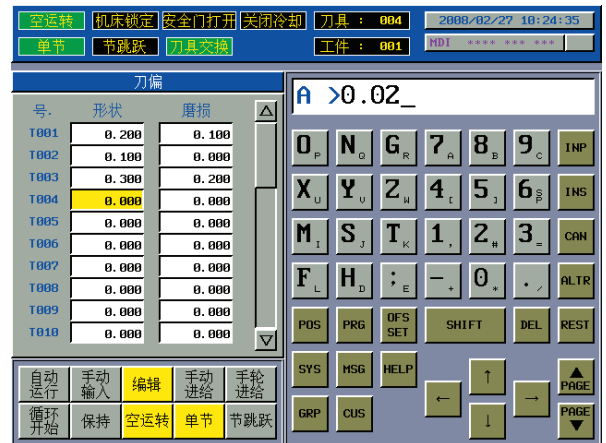 空运转 机床锁定 安全门打开 关闭冷却 刀具： 004 2008/02/27 10:24:35
单节 节跳跃 刀具交换 工件： 001 MDI **** *** *** ***
刀偏
号. 形状 磨损
T001 0.200 0.100
T002 0.100 0.000
T003 0.300 0.200
T004 0.000 0.000
T005 0.000 0.000
T006 0.000 0.000
T007 0.000 0.000
T008 0.000 0.000
T009 0.000 0.000
T010 0.000 0.000
自动运行 手动输入 编辑 手动进给 手轮进给
循环开始 保持 空运转 单节 节跳跃
A >0.02_
O P N Q G R 7 A 8 B 9 C INP
X U Y V Z W 4 [ 5 ] 6 SP INS
M I S J T K 1 , 2 # 3 = CAN
F L H D ; E - + 0 * . / ALTR
POS PRG OFS SET SHIFT DEL REST
SYS MSG HELP ↑ ▲ PAGE
GRP CUS ← ↓ → PAGE ▼